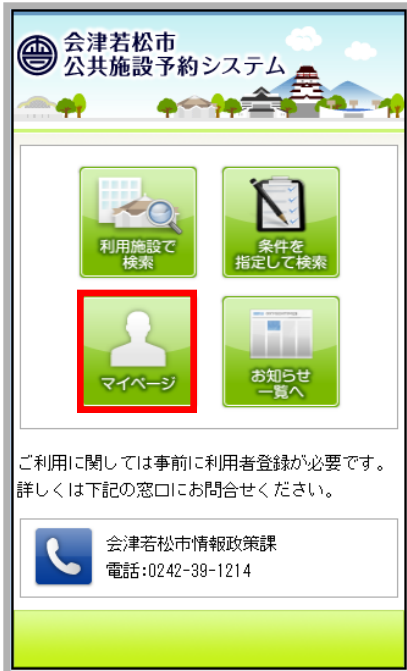 会津若松市
公共施設予約システム
利用施設で
検索
条件を
指定して検索
マイページ
お知らせ
一覧へ
ご利用に関しては事前に利用者登録が必要です。
詳しくは下記の窓口にお問合せください。
会津若松市情報政策課
電話:0242-39-1214